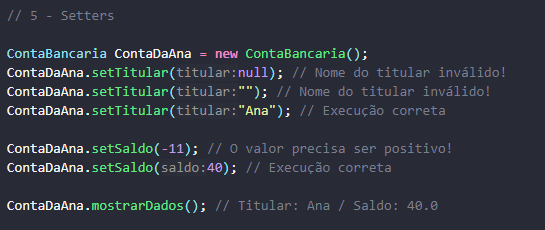 // 5 - Setters
ContaBancaria ContaDaAna = new ContaBancaria();
ContaDaAna.setTitular(titular:null); // Nome do titular inválido!
ContaDaAna.setTitular(titular:""); // Nome do titular inválido!
ContaDaAna.setTitular(titular:"Ana"); // Execução correta
ContaDaAna.setSaldo(-11); // O valor precisa ser positivo!
ContaDaAna.setSaldo(saldo:40); // Execução correta
ContaDaAna.mostrarDados(); // Titular: Ana / Saldo: 40.0